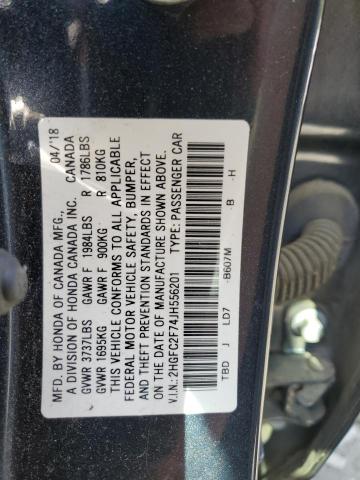 MFD. BY HONDA OF CANADA MFG., 04/'18
A DIVISION OF HONDA CANADA INC. CANADA
GVWR 3737LBS GAWR F 1984LBS R 1786LBS
GVWR 1695KG GAWR F 900KG R 810KG
THIS VEHICLE CONFORMS TO ALL APPLICABLE
FEDERAL MOTOR VEHICLE SAFETY, BUMPER,
AND THEFT PREVENTION STANDARDS IN EFFECT
ON THE DATE OF MANUFACTURE SHOWN ABOVE.
V.I.N.: 2HGFC2F74JH556201 TYPE: PASSENGER CAR
TBD J LD7 -B607M -B -H